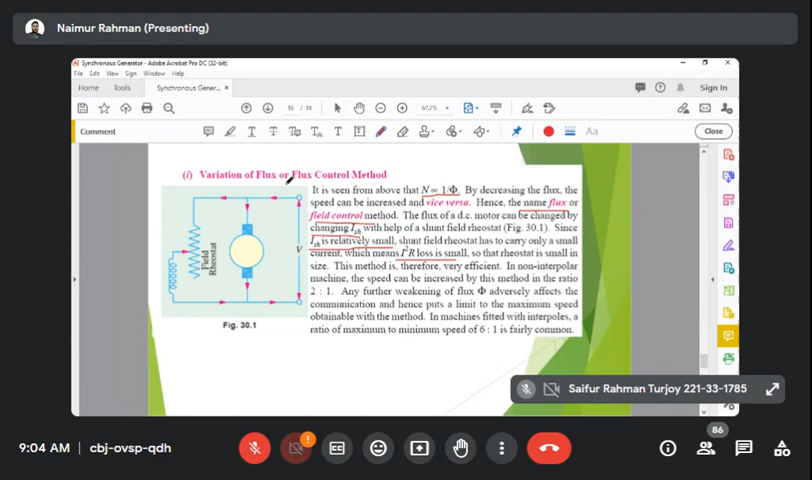 Naimur Rahman (Presenting)
Synchronous Generator - Adobe Acrobat Pro DC (32-bit)
File Edit View Sign Window Help
Home Tools Synchronous Gener... × Sign In
16 / 18 67.2%
Comment Close
(i) Variation of Flux or Flux Control Method
It is seen from above that N ∝ 1/Φ. By decreasing the flux, the
speed can be increased and vice versa. Hence, the name flux or
field control method. The flux of a d.c. motor can be changed by
changing Ish with help of a shunt field rheostat (Fig. 30.1). Since
Ish is relatively small, shunt field rheostat has to carry only a small
current, which means I²R loss is small, so that rheostat is small in
size. This method is, therefore, very efficient. In non-interpolar
machine, the speed can be increased by this method in the ratio
2 : 1. Any further weakening of flux Φ adversely affects the
communication and hence puts a limit to the maximum speed
obtainable with the method. In machines fitted with interpoles, a
ratio of maximum to minimum speed of 6 : 1 is fairly common.
Field
Rheostat
V
Fig. 30.1
Saifur Rahman Turjoy 221-33-1785
86
9:04 AM | cbj-ovsp-qdh